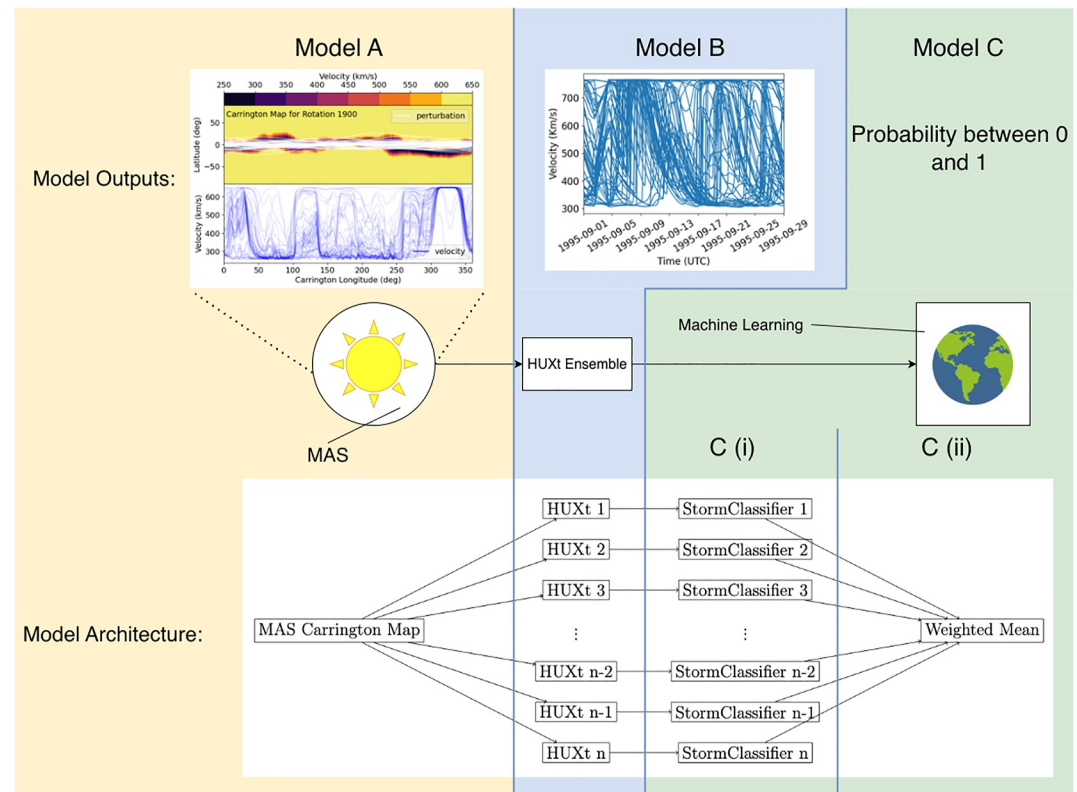 Model A
Model B
Model C
Model Outputs:
Velocity (km/s)
250 300 350 400 450 500 550 600 650
Carrington Map for Rotation 1900
perturbation
Latitude (deg)
50
0
−50
Velocity (km/s)
600
500
400
300
velocity
0 50 100 150 200 250 300 350
Carrington Longitude (deg)
Velocity (Km/s)
700
600
500
400
300
1995-09-01
1995-09-05
1995-09-09
1995-09-13
1995-09-17
1995-09-21
1995-09-25
1995-09-29
Time (UTC)
Probability between 0
and 1
MAS
HUXt Ensemble
Machine Learning
C (i)
C (ii)
Model Architecture:
MAS Carrington Map
HUXt 1
HUXt 2
HUXt 3
⋮
HUXt n-2
HUXt n-1
HUXt n
StormClassifier 1
StormClassifier 2
StormClassifier 3
⋮
StormClassifier n-2
StormClassifier n-1
StormClassifier n
Weighted Mean